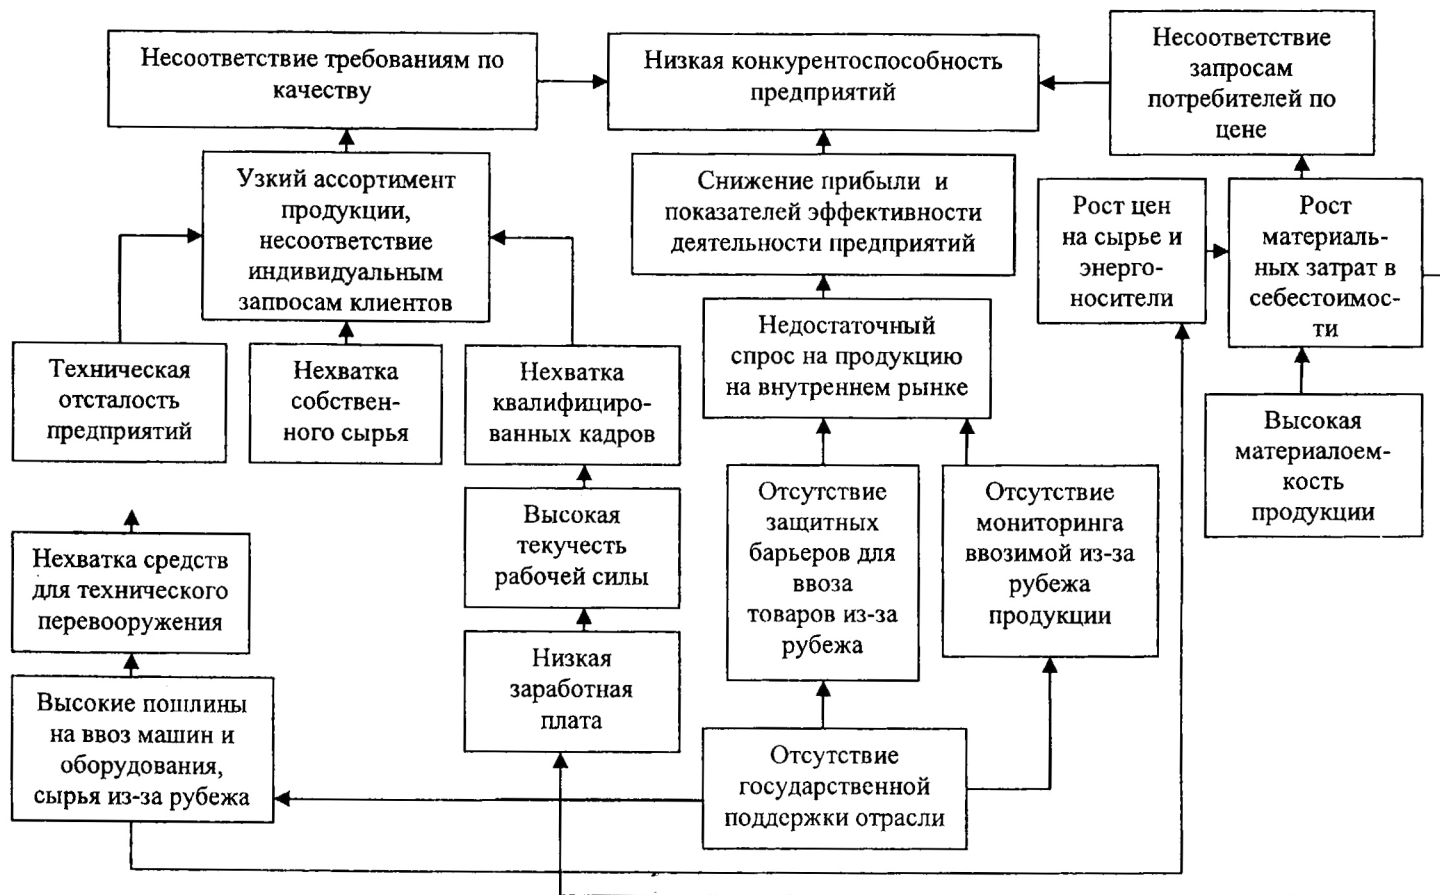 Несоответствие требованиям по
качеству
Низкая конкурентоспособность
предприятий
Несоответствие
запросам
потребителей по
цене
Узкий ассортимент
продукции,
несоответствие
индивидуальным
запросам клиентов
Снижение прибыли и
показателей эффективности
деятельности предприятий
Рост цен
на сырье и
энерго-
носители
Рост
материаль-
ных затрат в
себестоимос-
ти
Техническая
отсталость
предприятий
Нехватка
собствен-
ного сырья
Нехватка
квалифициро-
ванных кадров
Недостаточный
спрос на продукцию
на внутреннем рынке
Высокая
материалоем-
кость
продукции
Нехватка средств
для технического
перевооружения
Высокая
текучесть
рабочей силы
Отсутствие
защитных
барьеров для
ввоза
товаров из-за
рубежа
Отсутствие
мониторинга
ввозимой из-за
рубежа
продукции
Высокие пошлины
на ввоз машин и
оборудования,
сырья из-за рубежа
Низкая
заработная
плата
Отсутствие
государственной
поддержки отрасли